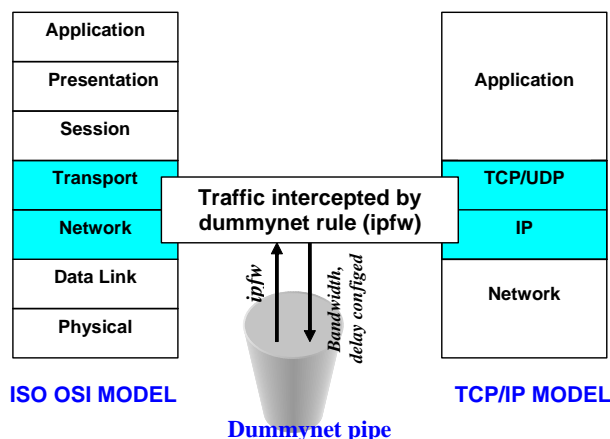 Application
Presentation
Session
Transport
Network
Data Link
Physical
ISO OSI MODEL
Traffic intercepted by
dummynet rule (ipfw)
ipfw
Bandwidth,
delay configed
Dummynet pipe
Application
TCP/UDP
IP
Network
TCP/IP MODEL